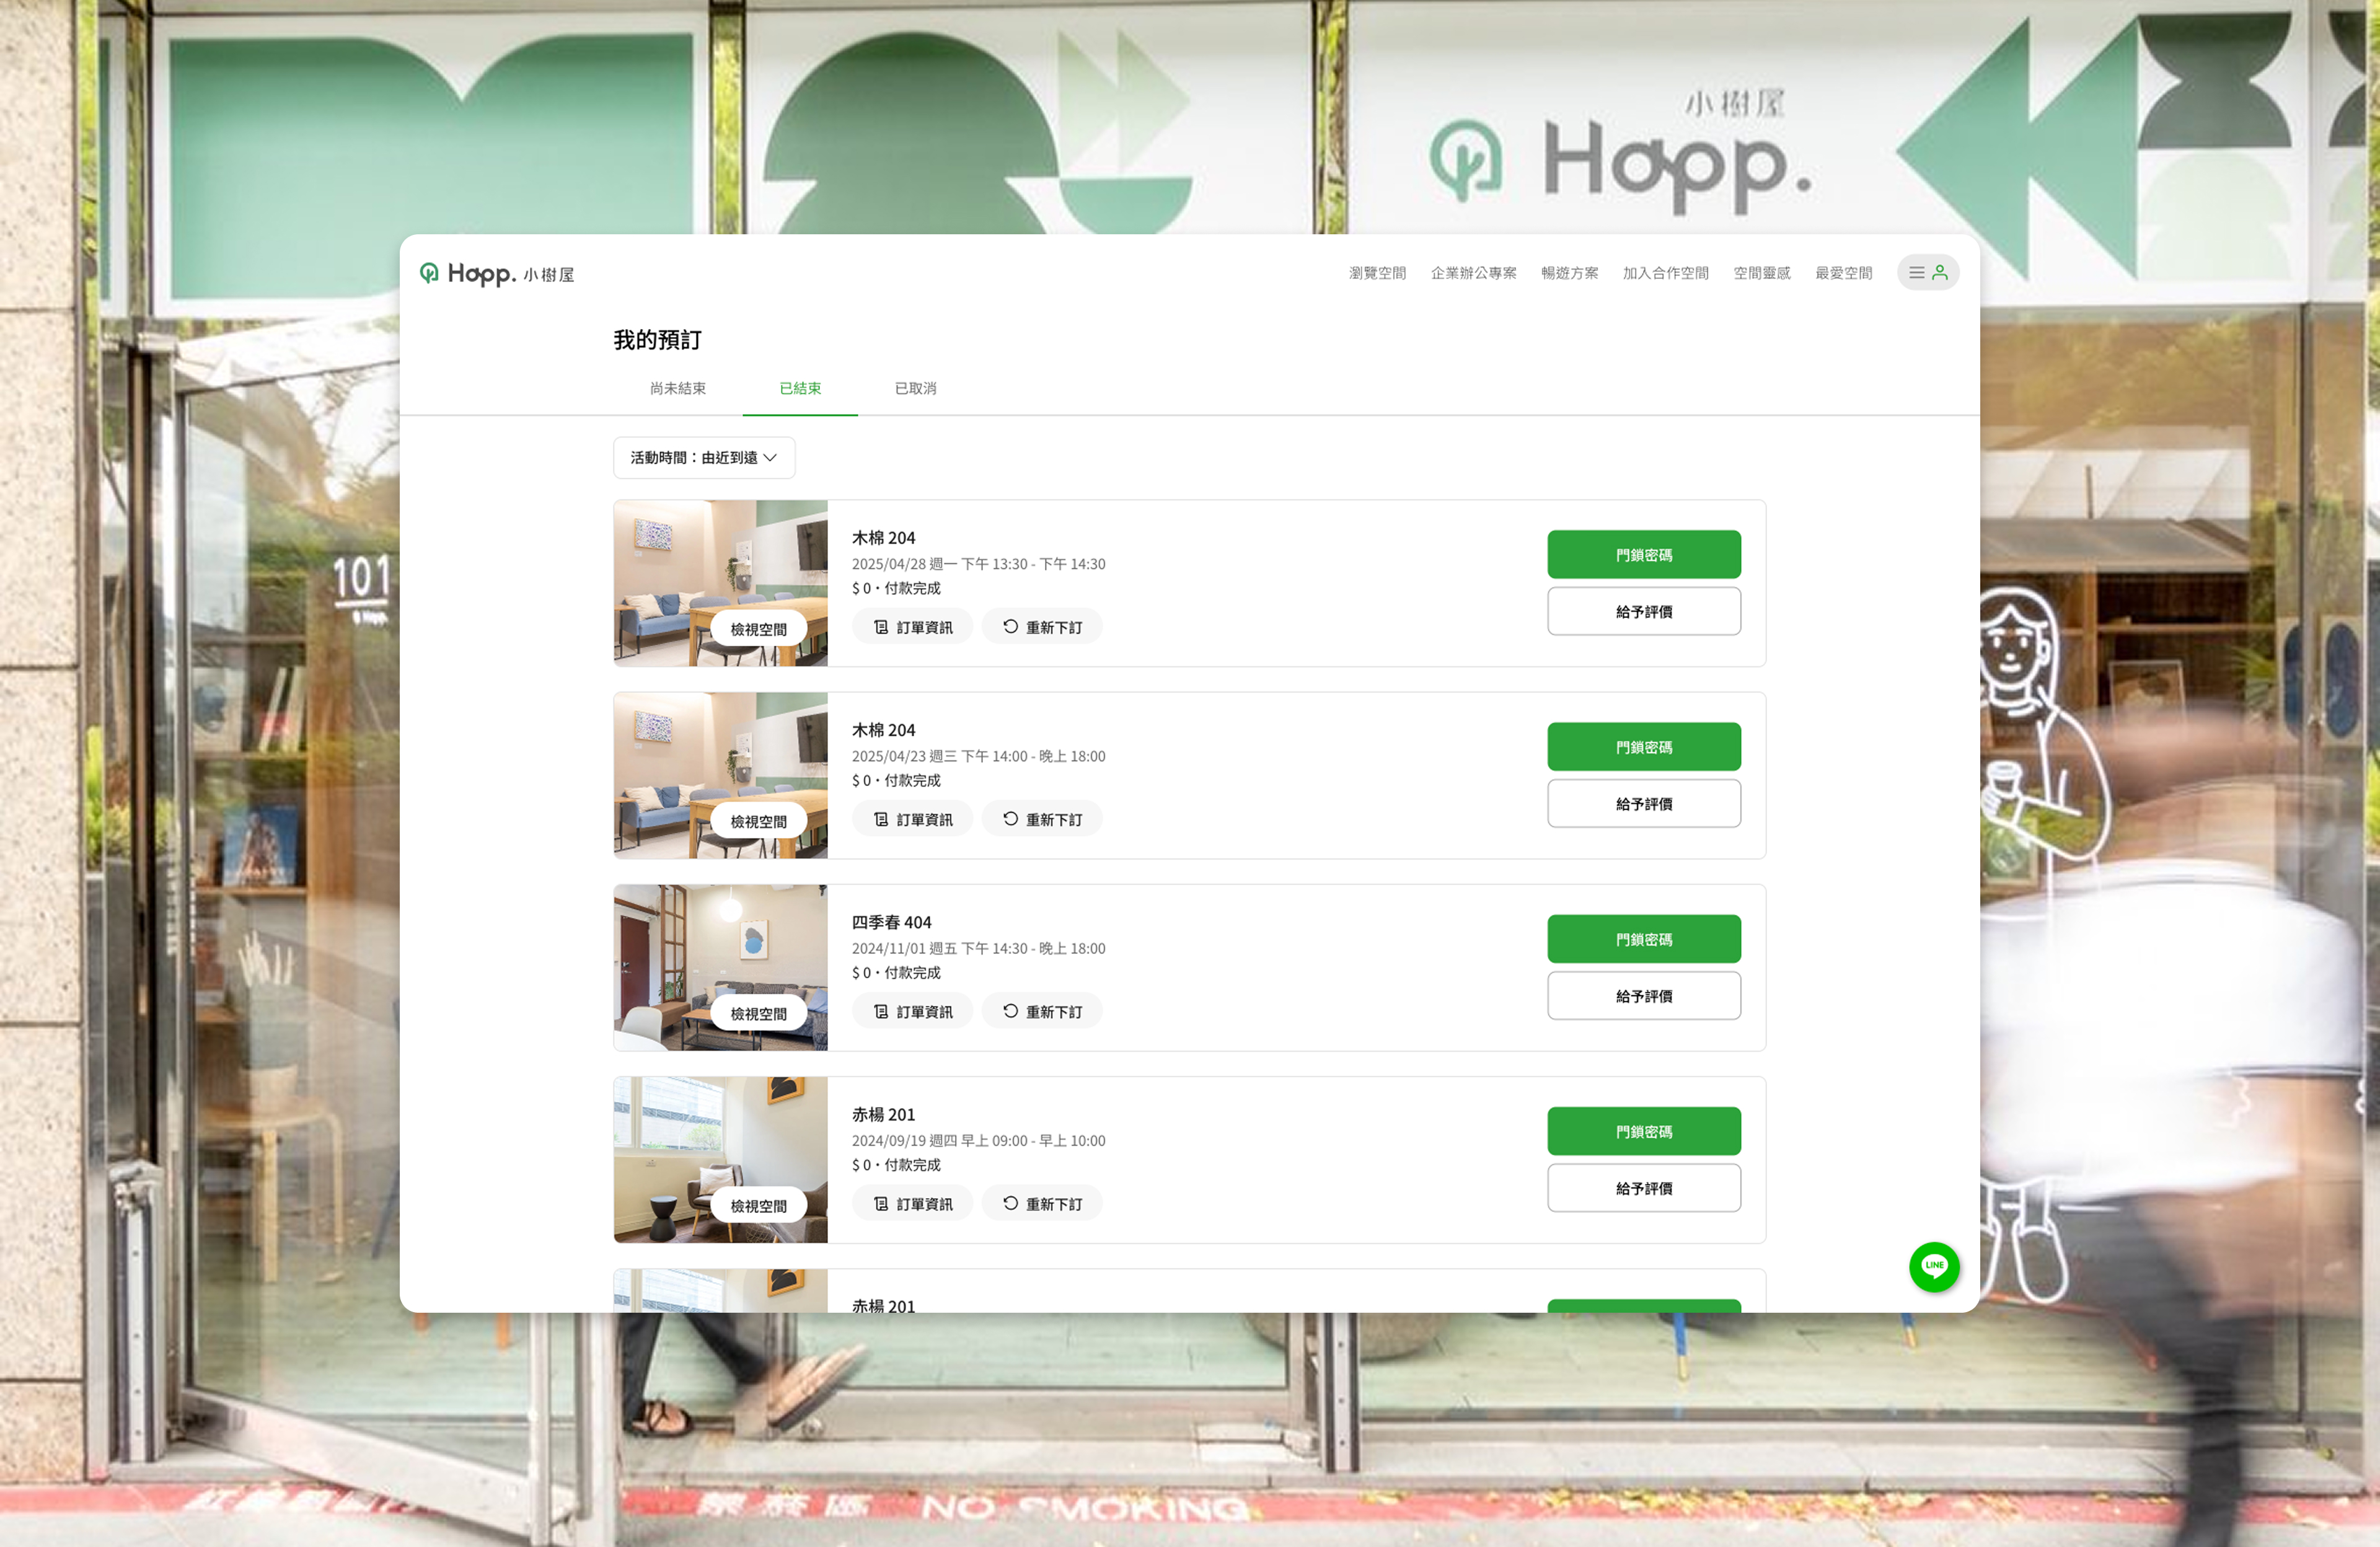 小樹屋
Happ.
101
Happ. 小樹屋
瀏覽空間 企業辦公專案 暢遊方案 加入合作空間 空間靈感 最愛空間
我的預訂
尚未結束 已結束 已取消
活動時間：由近到遠
木棉 204
2025/04/28 週一 下午 13:30 - 下午 14:30
$ 0・付款完成
檢視空間
訂單資訊 重新下訂
門鎖密碼
給予評價
木棉 204
2025/04/23 週三 下午 14:00 - 晚上 18:00
$ 0・付款完成
檢視空間
訂單資訊 重新下訂
門鎖密碼
給予評價
四季春 404
2024/11/01 週五 下午 14:30 - 晚上 18:00
$ 0・付款完成
檢視空間
訂單資訊 重新下訂
門鎖密碼
給予評價
赤楊 201
2024/09/19 週四 早上 09:00 - 早上 10:00
$ 0・付款完成
檢視空間
訂單資訊 重新下訂
門鎖密碼
給予評價
赤楊 201
LINE
禁菸區 NO SMOKING